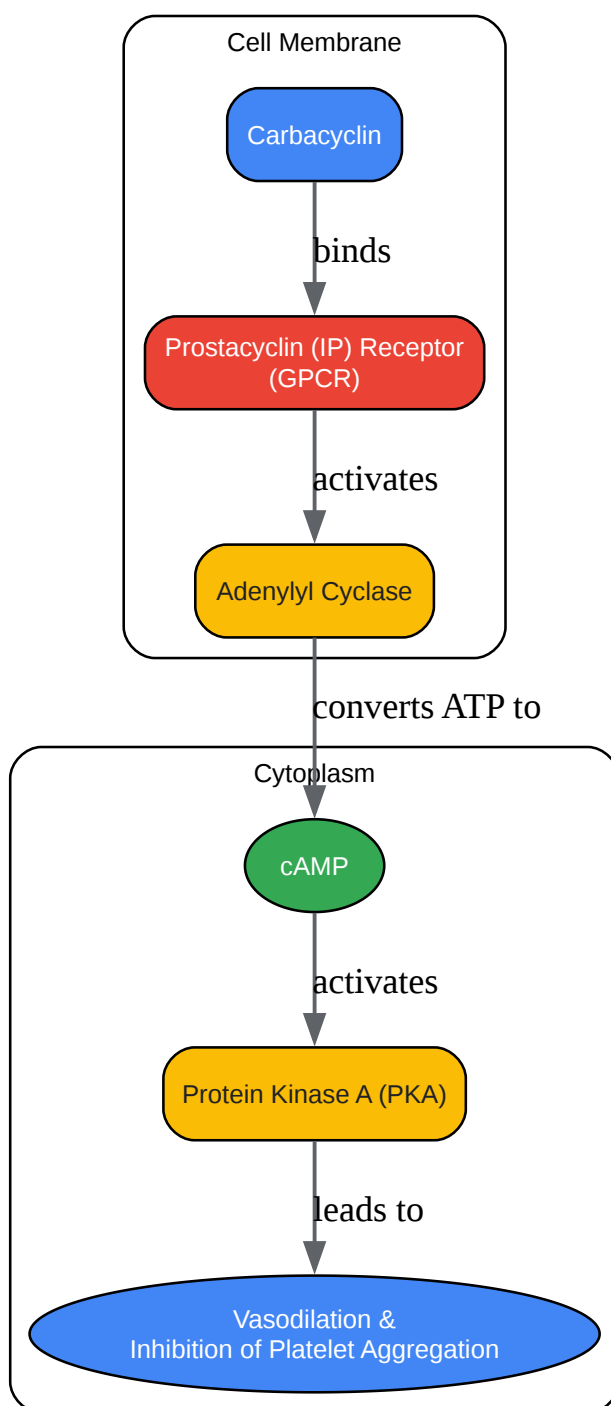 Cell Membrane
Carbacyclin
binds
Prostacyclin (IP) Receptor
(GPCR)
activates
Adenylyl Cyclase
converts ATP to
Cytoplasm
cAMP
activates
Protein Kinase A (PKA)
leads to
Vasodilation &
Inhibition of Platelet Aggregation